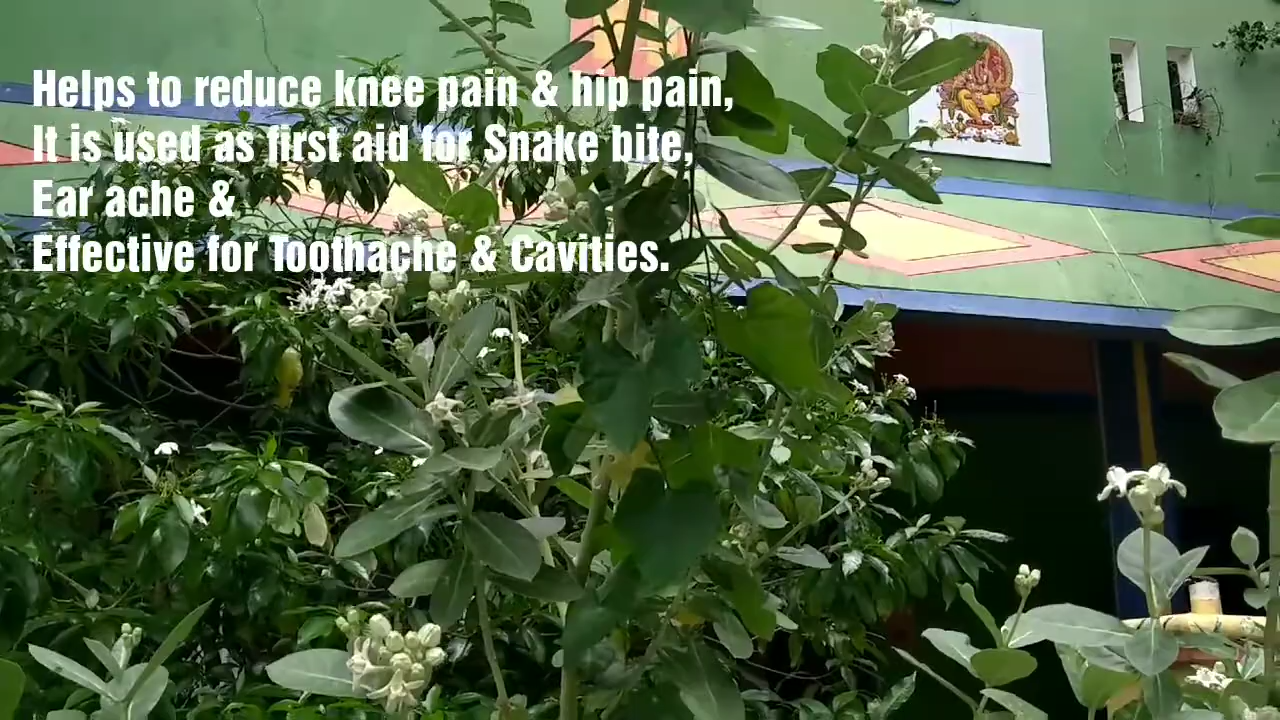 Helps to reduce knee pain & hip pain,
It is used as first aid for Snake bite,
Ear ache &
Effective for Toothache & Cavities.